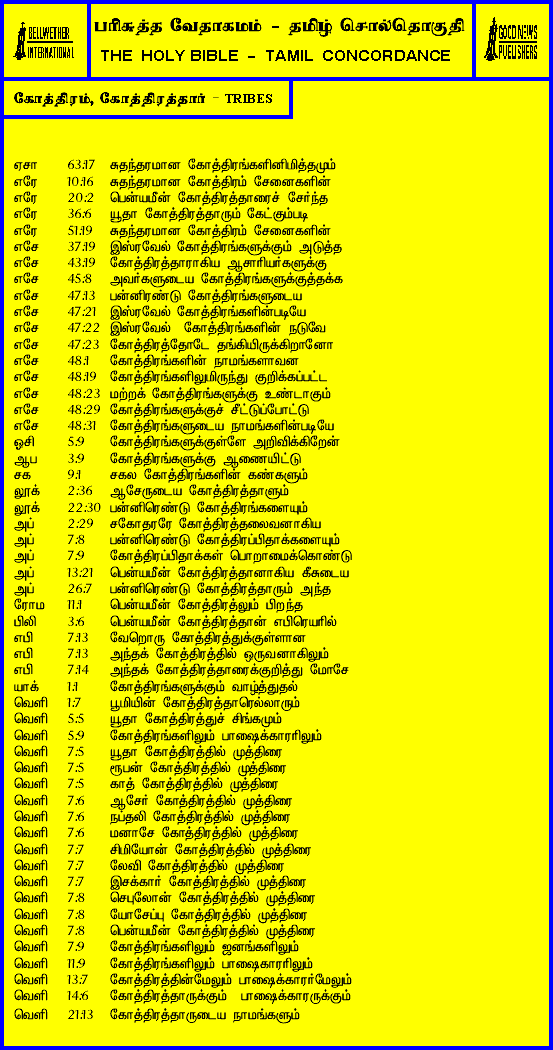 BELLWETHER
INTERNATIONAL
பரிசுத்த வேதாகமம் - தமிழ் சொல்தொகுதி
THE HOLY BIBLE - TAMIL CONCORDANCE
GOOD NEWS
PUBLISHERS
கோத்திரம், கோத்திரத்தார் - TRIBES
ஏசா 63:17 சுதந்தரமான கோத்திரங்களினிமித்தமும்
எரே 10:16 சுதந்தரமான கோத்திரம் சேனைகளின்
எரே 20:2 பென்யமீன் கோத்திரத்தாரைச் சேர்ந்த
எரே 36:6 யூதா கோத்திரத்தாரும் கேட்கும்படி
எரே 51:19 சுதந்தரமான கோத்திரம் சேனைகளின்
எசே 37:19 இஸ்ரவேல் கோத்திரங்களுக்கும் அடுத்த
எசே 43:19 கோத்திரத்தாராகிய ஆசாரியர்களுக்கு
எசே 45:8 அவர்களுடைய கோத்திரங்களுக்குத்தக்க
எசே 47:13 பன்னிரண்டு கோத்திரங்களுடைய
எசே 47:21 இஸ்ரவேல் கோத்திரங்களின்படியே
எசே 47:22 இஸ்ரவேல் கோத்திரங்களின் நடுவே
எசே 47:23 கோத்திரத்தோடே தங்கியிருக்கிறானோ
எசே 48:1 கோத்திரங்களின் நாமங்களாவன
எசே 48:19 கோத்திரங்களிலுமிருந்து குறிக்கப்பட்ட
எசே 48:23 மற்றக் கோத்திரங்களுக்கு உண்டாகும்
எசே 48:29 கோத்திரங்களுக்குச் சீட்டுப்போட்டு
எசே 48:31 கோத்திரங்களுடைய நாமங்களின்படியே
ஓசி 5:9 கோத்திரங்களுக்குள்ளே அறிவிக்கிறேன்
ஆப 3:9 கோத்திரங்களுக்கு ஆணையிட்டு
சக 9:1 சகல கோத்திரங்களின் கண்களும்
லூக் 2:36 ஆசேருடைய கோத்திரத்தாளும்
லூக் 22:30 பன்னிரெண்டு கோத்திரங்களையும்
அப் 2:29 சகோதரரே கோத்திரத்தலைவனாகிய
அப் 7:8 பன்னிரெண்டு கோத்திரப்பிதாக்களையும்
அப் 7:9 கோத்திரப்பிதாக்கள் பொறாமைக்கொண்டு
அப் 13:21 பென்யமீன் கோத்திரத்தானாகிய கீசுடைய
அப் 26:7 பன்னிரெண்டு கோத்திரத்தாரும் அந்த
ரோம 11:1 பென்யமீன் கோத்திரத்லும் பிறந்த
பிலி 3:6 பென்யமீன் கோத்திரத்தான் எபிரெயரில்
எபி 7:13 வேறொரு கோத்திரத்துக்குள்ளான
எபி 7:13 அந்தக் கோத்திரத்தில் ஒருவனாகிலும்
எபி 7:14 அந்தக் கோத்திரத்தாரைக்குறித்து மோசே
யாக் 1:1 கோத்திரங்களுக்கும் வாழ்த்துதல்
வெளி 1:7 பூமியின் கோத்திரத்தாரெல்லாரும்
வெளி 5:5 யூதா கோத்திரத்துச் சிங்கமும்
வெளி 5:9 கோத்திரங்களிலும் பாஷைக்காரரிலும்
வெளி 7:5 யூதா கோத்திரத்தில் முத்திரை
வெளி 7:5 ரூபன் கோத்திரத்தில் முத்திரை
வெளி 7:5 காத் கோத்திரத்தில் முத்திரை
வெளி 7:6 ஆசேர் கோத்திரத்தில் முத்திரை
வெளி 7:6 நப்தலி கோத்திரத்தில் முத்திரை
வெளி 7:6 மனாசே கோத்திரத்தில் முத்திரை
வெளி 7:7 சிமியோன் கோத்திரத்தில் முத்திரை
வெளி 7:7 லேவி கோத்திரத்தில் முத்திரை
வெளி 7:7 இசக்கார் கோத்திரத்தில் முத்திரை
வெளி 7:8 செபுலோன் கோத்திரத்தில் முத்திரை
வெளி 7:8 யோசேப்பு கோத்திரத்தில் முத்திரை
வெளி 7:8 பென்யமீன் கோத்திரத்தில் முத்திரை
வெளி 7:9 கோத்திரங்களிலும் ஜனங்களிலும்
வெளி 11:9 கோத்திரங்களிலும் பாஷைகாரரிலும்
வெளி 13:7 கோத்திரத்தின்மேலும் பாஷைக்காரர்மேலும்
வெளி 14:6 கோத்திரத்தாருக்கும் பாஷைக்காரருக்கும்
வெளி 21:13 கோத்திரத்தாருடைய நாமங்களும்